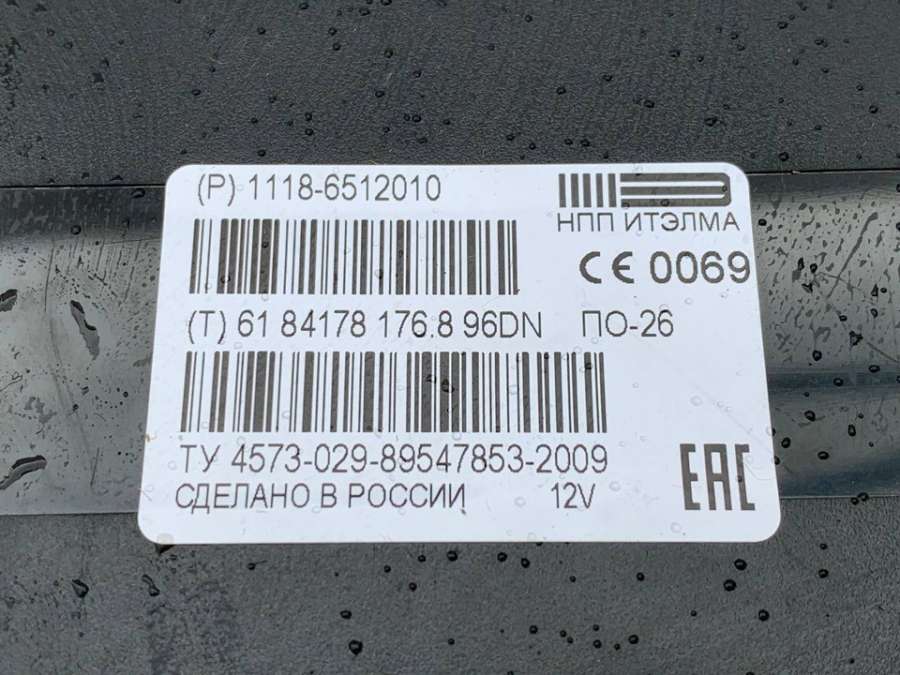 (P) 1118-6512010
НПП ИТЭЛМА
CE 0069
(T) 61 84178 176.8 96DN ПО-26
ТУ 4573-029-89547853-2009
СДЕЛАНО В РОССИИ 12V
EAC